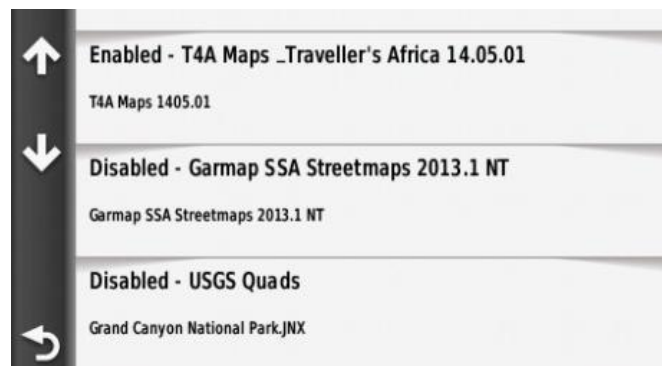 Enabled - T4A Maps _Traveller's Africa 14.05.01
T4A Maps 1405.01
Disabled - Garmap SSA Streetmaps 2013.1 NT
Garmap SSA Streetmaps 2013.1 NT
Disabled - USGS Quads
Grand Canyon National Park.JNX